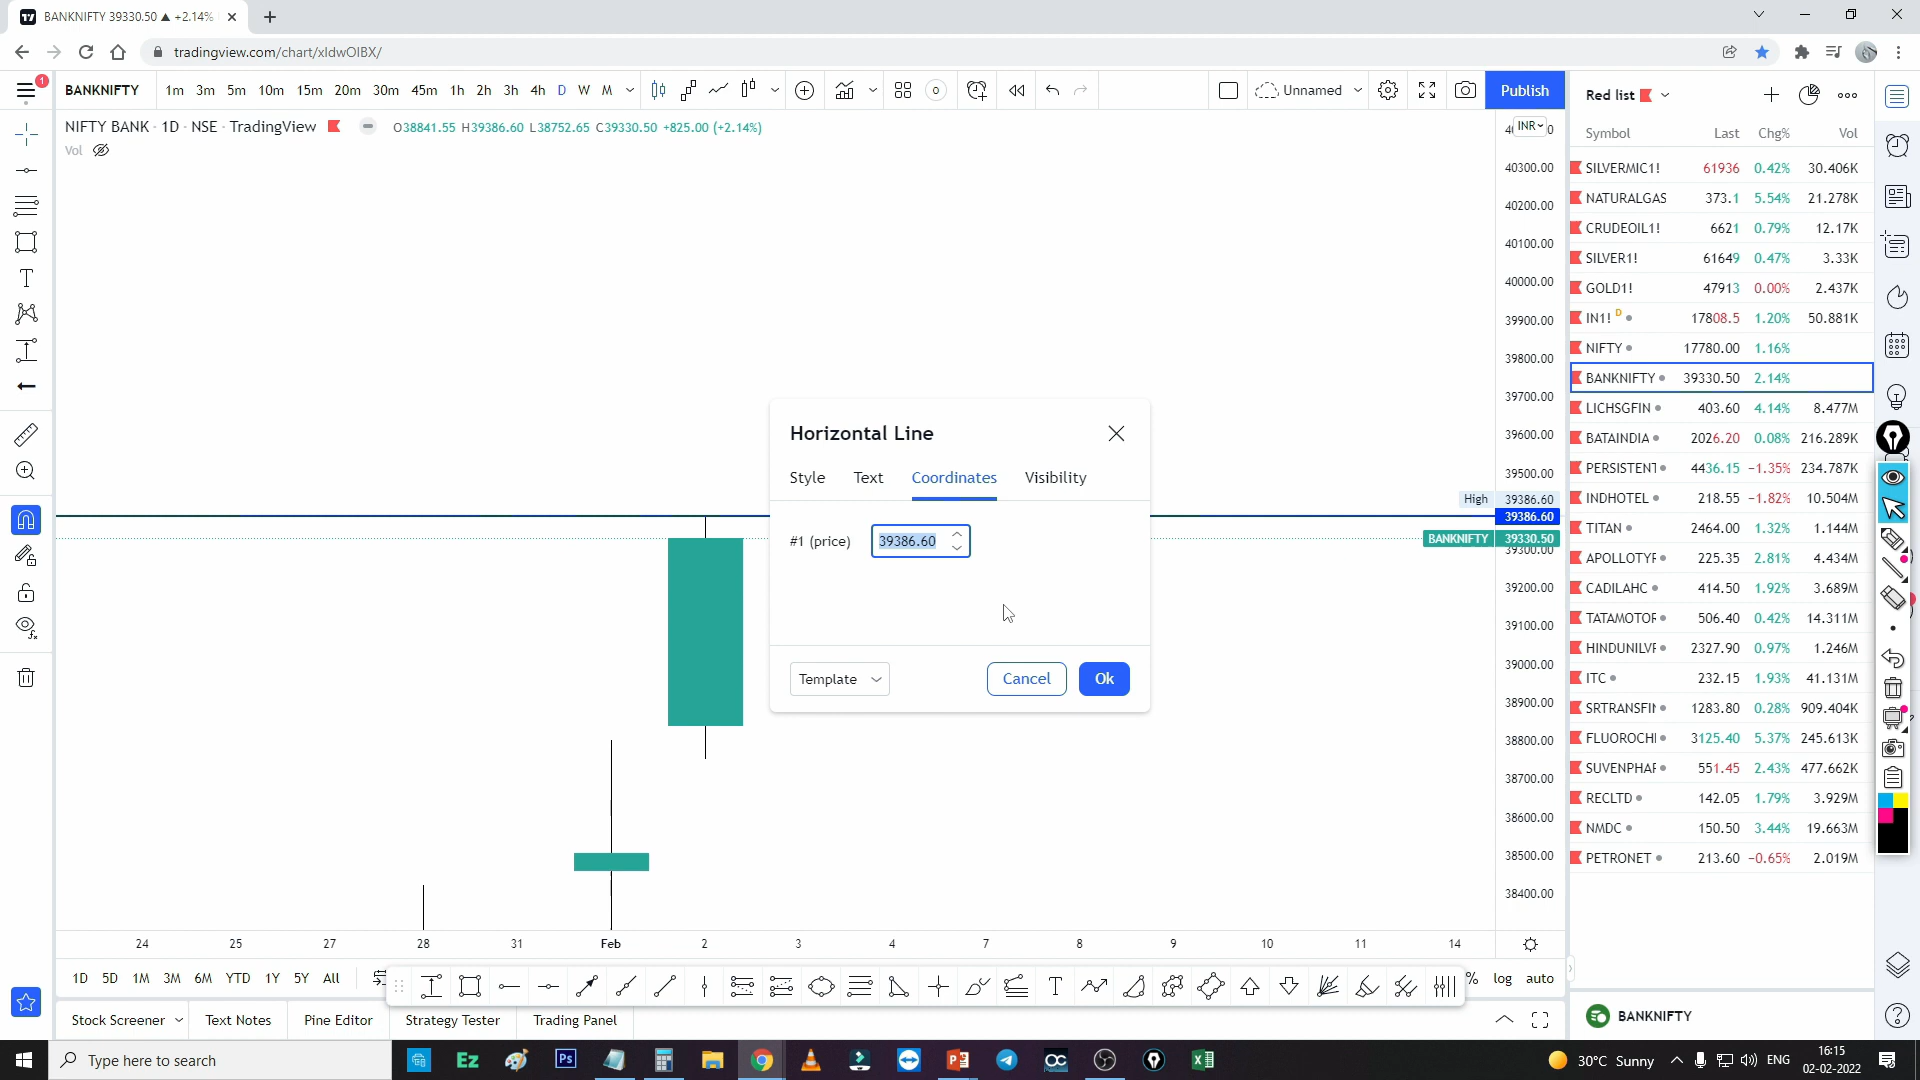 BANKNIFTY 39330.50 ▲ +2.14%
tradingview.com/chart/xIdwOIBX/
1
BANKNIFTY 1m 3m 5m 10m 15m 20m 30m 45m 1h 2h 3h 4h D W M Unnamed Publish
NIFTY BANK · 1D · NSE · TradingView O38841.55 H39386.60 L38752.65 C39330.50 +825.00 (+2.14%)
Vol
INR
40300.00
40200.00
40100.00
40000.00
39900.00
39800.00
39700.00
39600.00
39500.00
High 39386.60
39386.60
BANKNIFTY 39330.50
39300.00
39200.00
39100.00
39000.00
38900.00
38800.00
38700.00
38600.00
38500.00
38400.00
Horizontal Line
Style Text Coordinates Visibility
#1 (price) 39386.60
Template Cancel Ok
24 25 27 28 31 Feb 2 3 4 7 8 9 10 11 14
1D 5D 1M 3M 6M YTD 1Y 5Y All % log auto
Stock Screener Text Notes Pine Editor Strategy Tester Trading Panel
Red list
Symbol Last Chg% Vol
SILVERMIC1! 61936 0.42% 30.406K
NATURALGAS 373.1 5.54% 21.278K
CRUDEOIL1! 6621 0.79% 12.17K
SILVER1! 61649 0.47% 3.33K
GOLD1! 47913 0.00% 2.437K
IN1! D 17808.5 1.20% 50.881K
NIFTY 17780.00 1.16%
BANKNIFTY 39330.50 2.14%
LICHSGFIN 403.60 4.14% 8.477M
BATAINDIA 2026.20 0.08% 216.289K
PERSISTENT 4436.15 −1.35% 234.787K
INDHOTEL 218.55 −1.82% 10.504M
TITAN 2464.00 1.32% 1.144M
APOLLOTYF 225.35 2.81% 4.434M
CADILAHC 414.50 1.92% 3.689M
TATAMOTOF 506.40 0.42% 14.311M
HINDUNILVF 2327.90 0.97% 1.246M
ITC 232.15 1.93% 41.131M
SRTRANSFIN 1283.80 0.28% 909.404K
FLUOROCHI 3125.40 5.37% 245.613K
SUVENPHAF 551.45 2.43% 477.662K
RECLTD 142.05 1.79% 3.929M
NMDC 150.50 3.44% 19.663M
PETRONET 213.60 −0.65% 2.019M
BANKNIFTY
Type here to search
Ez
Ps
30°C Sunny ENG
16:15
02-02-2022